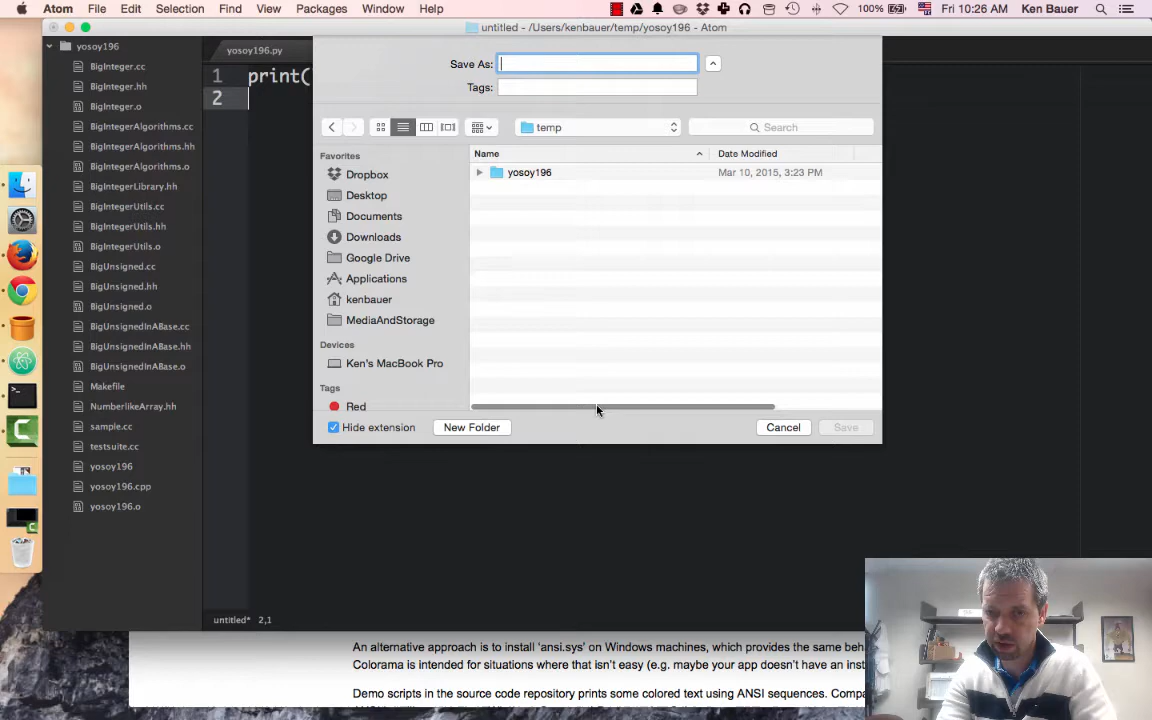 Atom File Edit Selection Find View Packages Window Help 100% Fri 10:26 AM Ken Bauer
untitled - /Users/kenbauer/temp/yosoy196 - Atom
yosoy196
BigInteger.cc
BigInteger.hh
BigInteger.o
BigIntegerAlgorithms.cc
BigIntegerAlgorithms.hh
BigIntegerAlgorithms.o
BigIntegerLibrary.hh
BigIntegerUtils.cc
BigIntegerUtils.hh
BigIntegerUtils.o
BigUnsigned.cc
BigUnsigned.hh
BigUnsigned.o
BigUnsignedInABase.cc
BigUnsignedInABase.hh
BigUnsignedInABase.o
Makefile
NumberlikeArray.hh
sample.cc
testsuite.cc
yosoy196
yosoy196.cpp
yosoy196.o
yosoy196.py
1 print(
2
Save As:
Tags:
temp
Search
Favorites
Dropbox
Desktop
Documents
Downloads
Google Drive
Applications
kenbauer
MediaAndStorage
Devices
Ken's MacBook Pro
Tags
Red
Name Date Modified
yosoy196 Mar 10, 2015, 3:23 PM
Hide extension New Folder Cancel Save
untitled* 2,1
An alternative approach is to install 'ansi.sys' on Windows machines, which provides the same beh
Colorama is intended for situations where that isn't easy (e.g. maybe your app doesn't have an inst
Demo scripts in the source code repository prints some colored text using ANSI sequences. Compa